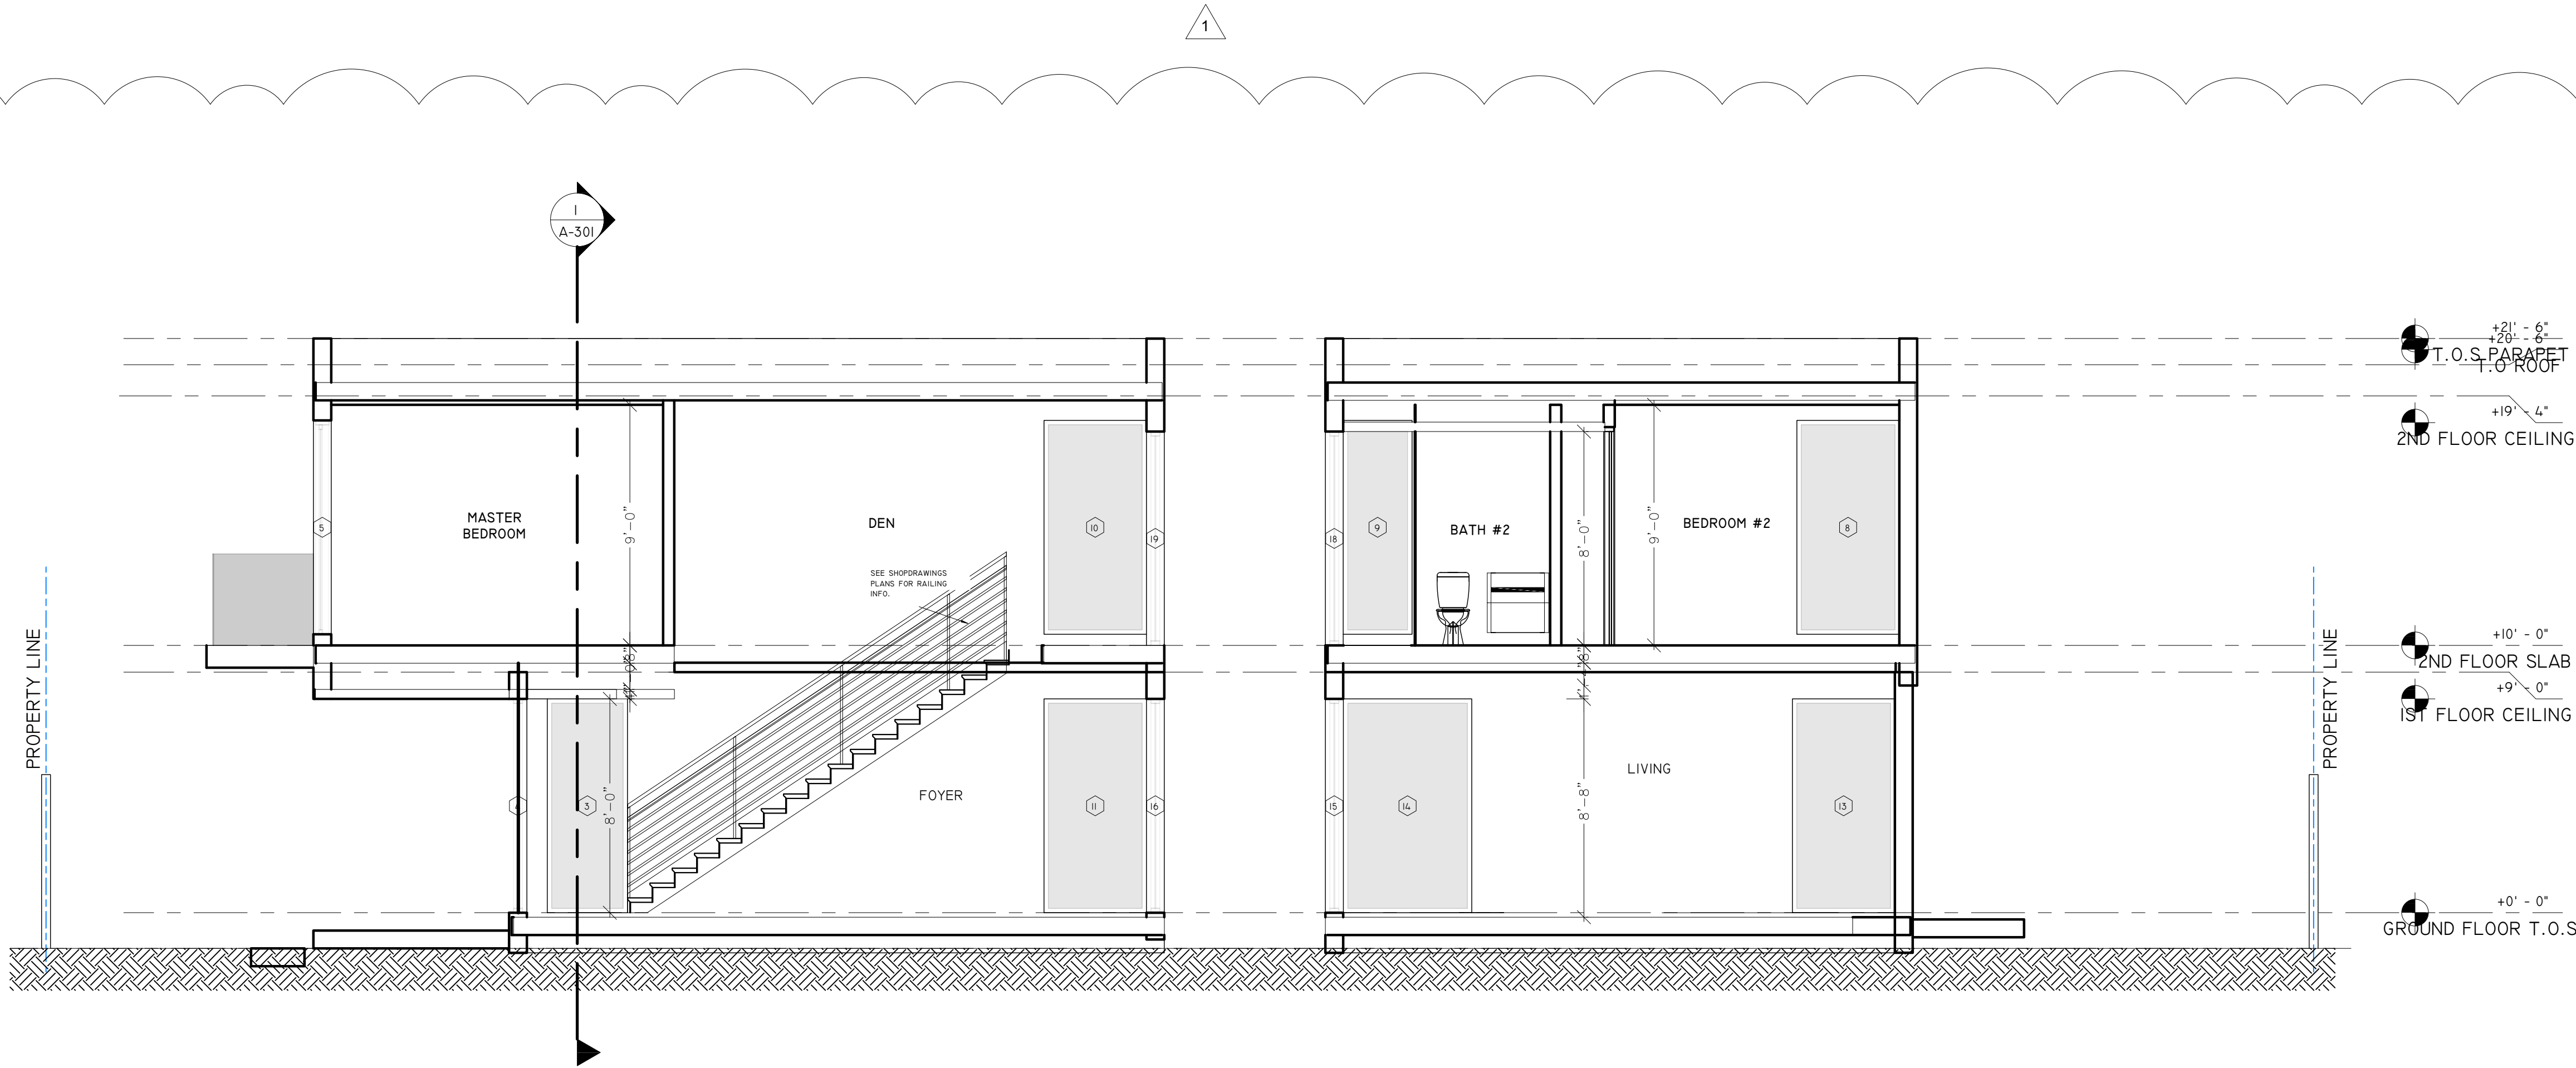 1
1
A-301
+21' - 6"
+20' - 6"
T.O.S PARAPET
T.O ROOF
+19' - 4"
2ND FLOOR CEILING
MASTER
BEDROOM
DEN
BATH #2
BEDROOM #2
5
10
19
18
9
8
9'-0"
8'-0"
9'-0"
SEE SHOPDRAWINGS
PLANS FOR RAILING
INFO.
PROPERTY LINE
PROPERTY LINE
+10' - 0"
2ND FLOOR SLAB
+9' - 0"
1ST FLOOR CEILING
LIVING
FOYER
3
11
16
15
14
13
8'-0"
8'-8"
+0' - 0"
GROUND FLOOR T.O.S